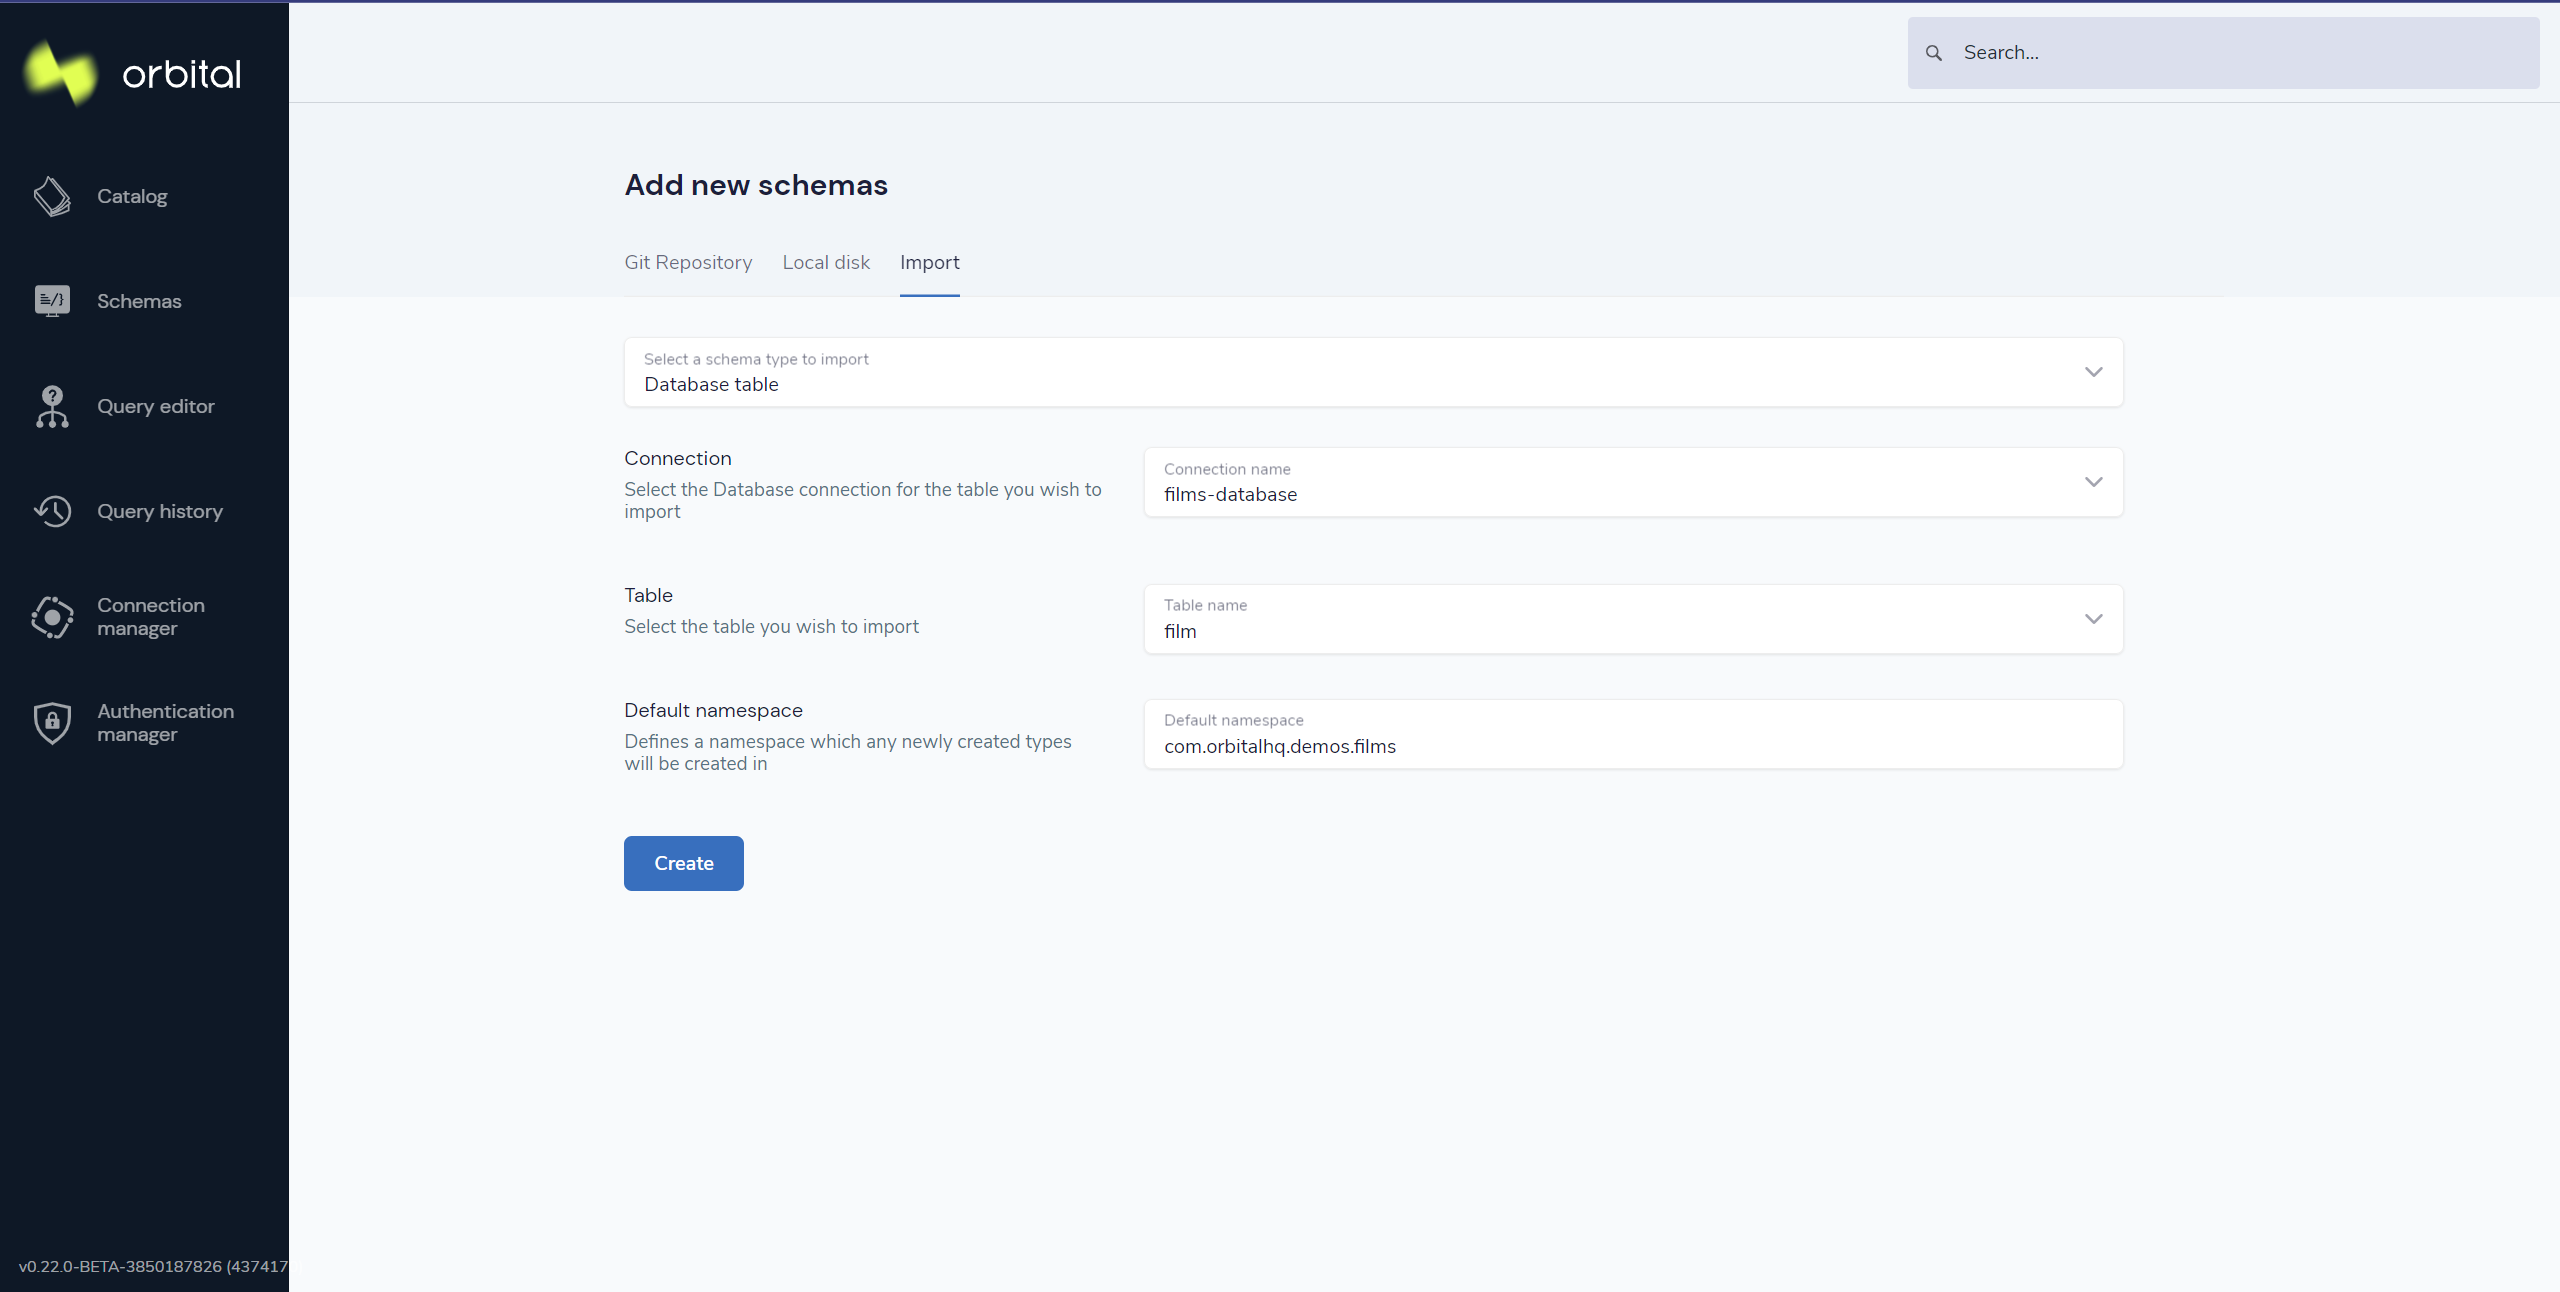 orbital
Search...
Catalog
Schemas
Query editor
Query history
Connection
manager
Authentication
manager
v0.22.0-BETA-3850187826 (437417
Add new schemas
Git Repository Local disk Import
Select a schema type to import
Database table
Connection
Select the Database connection for the table you wish to
import
Connection name
films-database
Table
Select the table you wish to import
Table name
film
Default namespace
Defines a namespace which any newly created types
will be created in
Default namespace
com.orbitalhq.demos.films
Create